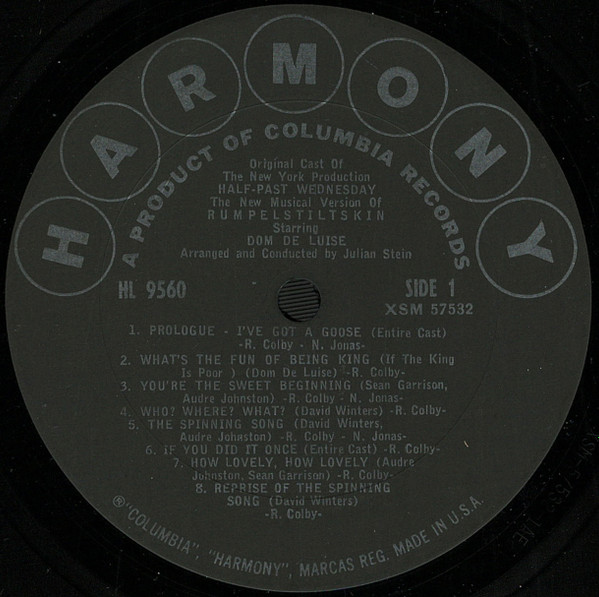 HARMONY
A PRODUCT OF COLUMBIA RECORDS
Original Cast Of
The New York Production
HALF-PAST WEDNESDAY
The New Musical Version Of
RUMPELSTILTSKIN
Starring
DOM DE LUISE
Arranged and Conducted by Julian Stein
HL 9560
SIDE 1
XSM 57532
1. PROLOGUE - I'VE GOT A GOOSE (Entire Cast)
-R. Colby - N. Jonas-
2. WHAT'S THE FUN OF BEING KING (If The King
Is Poor ) (Dom De Luise) -R. Colby-
3. YOU'RE THE SWEET BEGINNING (Sean Garrison,
Audre Johnston) -R. Colby - N. Jonas-
4. WHO? WHERE? WHAT? (David Winters) -R. Colby-
5. THE SPINNING SONG (David Winters,
Audre Johnston) -R. Colby - N. Jonas-
6. IF YOU DID IT ONCE (Entire Cast) -R. Colby-
7. HOW LOVELY, HOW LOVELY (Audre
Johnston, Sean Garrison) -R. Colby-
8. REPRISE OF THE SPINNING
SONG (David Winters)
-R. Colby-
® "COLUMBIA" "HARMONY", MARCAS REG. MADE IN U.S.A.